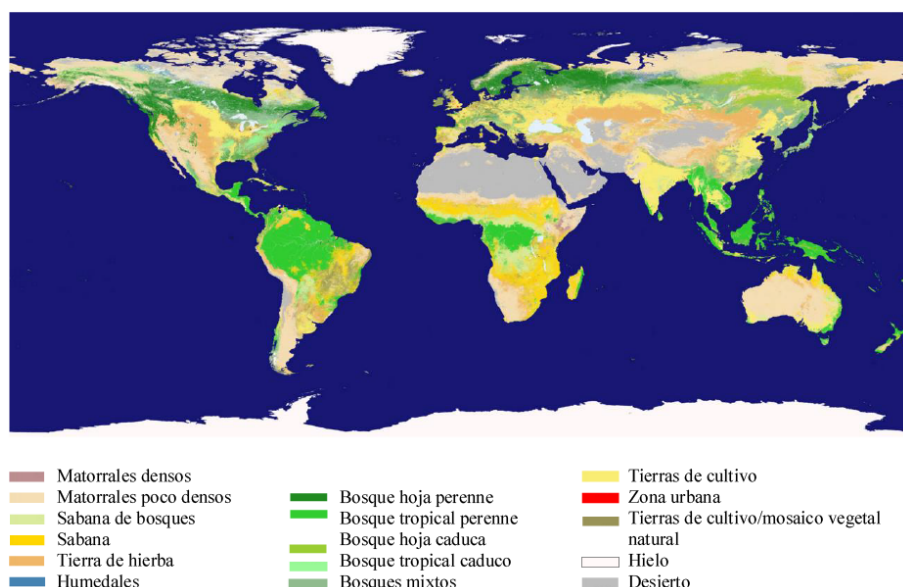 Matorrales densos
Matorrales poco densos
Sabana de bosques
Sabana
Tierra de hierba
Humedales
Bosque hoja perenne
Bosque tropical perenne
Bosque hoja caduca
Bosque tropical caduco
Bosques mixtos
Tierras de cultivo
Zona urbana
Tierras de cultivo/mosaico vegetal
natural
Hielo
Desierto